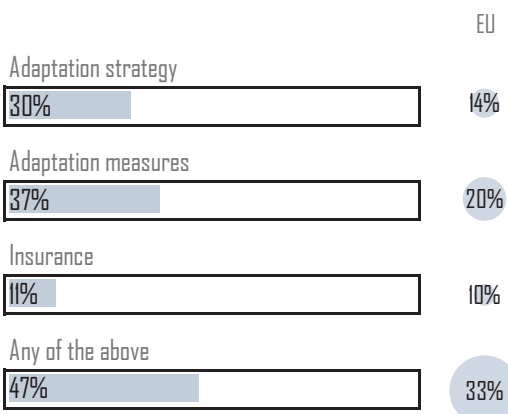 EU
Adaptation strategy
30% 14%
Adaptation measures
37% 20%
Insurance
11% 10%
Any of the above
47% 33%